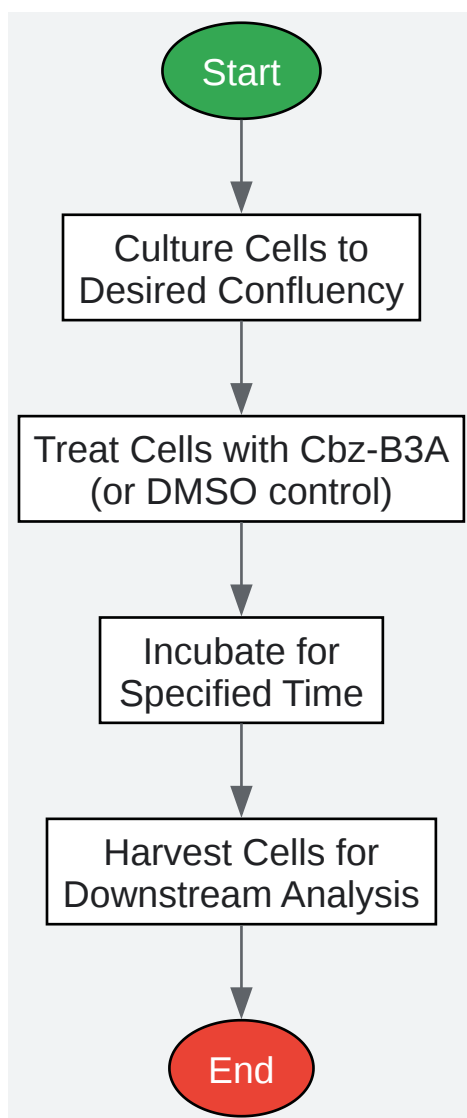 Start
Culture Cells to
Desired Confluency
Treat Cells with Cbz-B3A
(or DMSO control)
Incubate for
Specified Time
Harvest Cells for
Downstream Analysis
End